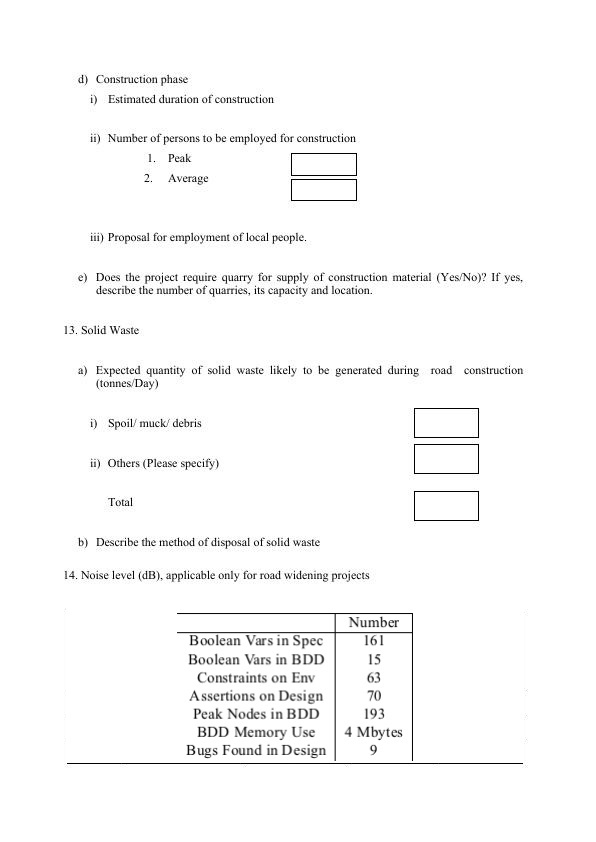 d) Construction phase
i) Estimated duration of construction
ii) Number of persons to be employed for construction
1. Peak
2. Average
iii) Proposal for employment of local people.
e) Does the project require quarry for supply of construction material (Yes/No)? If yes,
describe the number of quarries, its capacity and location.
13. Solid Waste
a) Expected quantity of solid waste likely to be generated during road construction
(tonnes/Day)
i) Spoil/ muck/ debris
ii) Others (Please specify)
Total
b) Describe the method of disposal of solid waste
14. Noise level (dB), applicable only for road widening projects
Number
Boolean Vars in Spec 161
Boolean Vars in BDD 15
Constraints on Env 63
Assertions on Design 70
Peak Nodes in BDD 193
BDD Memory Use 4 Mbytes
Bugs Found in Design 9